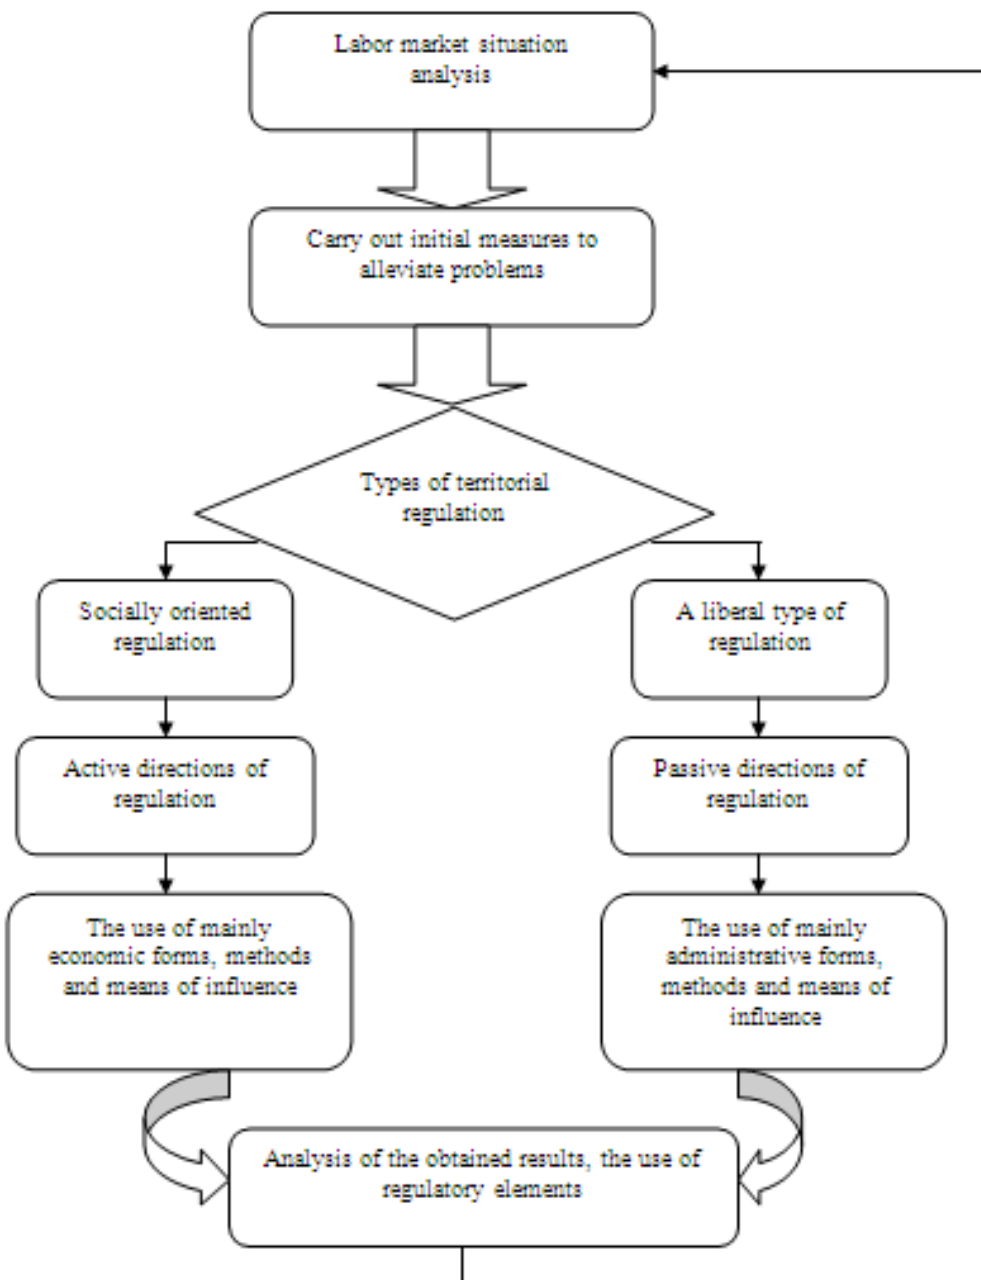 Labor market situation
analysis
Carry out initial measures to
alleviate problems
Types of territorial
regulation
Socially oriented
regulation
A liberal type of
regulation
Active directions of
regulation
Passive directions of
regulation
The use of mainly
economic forms, methods
and means of influence
The use of mainly
administrative forms,
methods and means of
influence
Analysis of the obtained results, the use of
regulatory elements